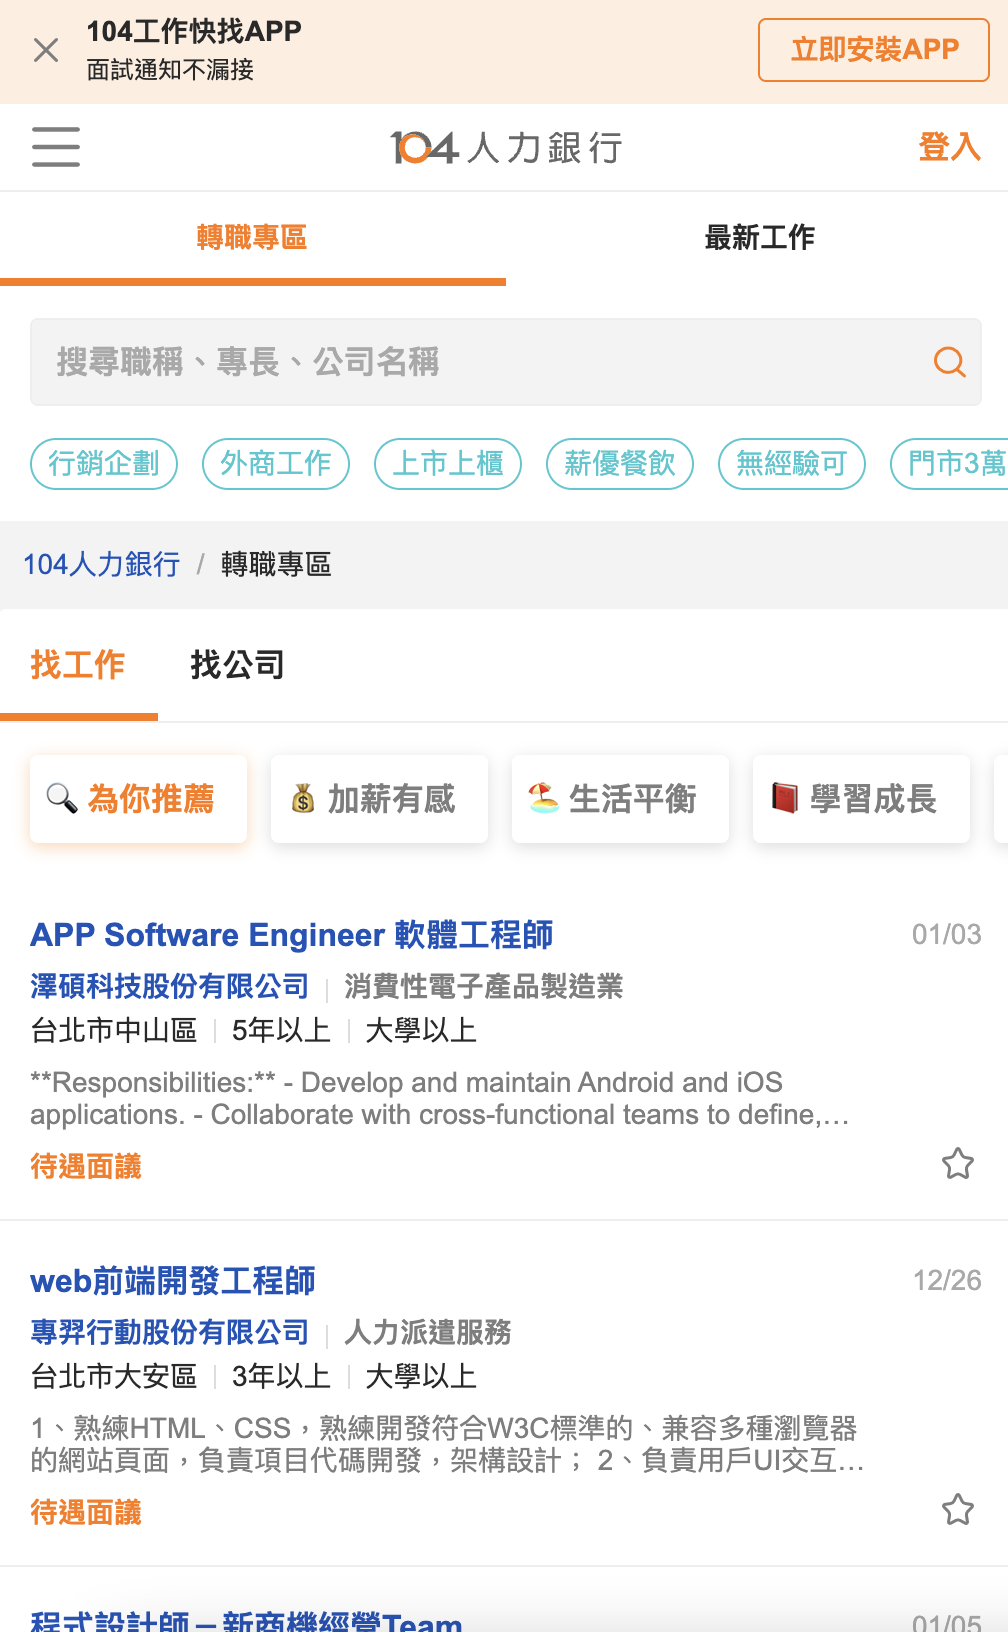 104工作快找APP
面試通知不漏接
立即安裝APP
104人力銀行
登入
轉職專區
最新工作
搜尋職稱、專長、公司名稱
行銷企劃
外商工作
上市上櫃
薪優餐飲
無經驗可
門市3萬
104人力銀行 / 轉職專區
找工作
找公司
為你推薦
加薪有感
生活平衡
學習成長
APP Software Engineer 軟體工程師
01/03
澤碩科技股份有限公司
消費性電子產品製造業
台北市中山區
5年以上
大學以上
**Responsibilities:** - Develop and maintain Android and iOS
applications. - Collaborate with cross-functional teams to define,…
待遇面議
web前端開發工程師
12/26
專羿行動股份有限公司
人力派遣服務
台北市大安區
3年以上
大學以上
1、熟練HTML、CSS，熟練開發符合W3C標準的、兼容多種瀏覽器
的網站頁面，負責項目代碼開發，架構設計； 2、負責用戶UI交互…
待遇面議
程式設計師－新商機經營Team
01/05